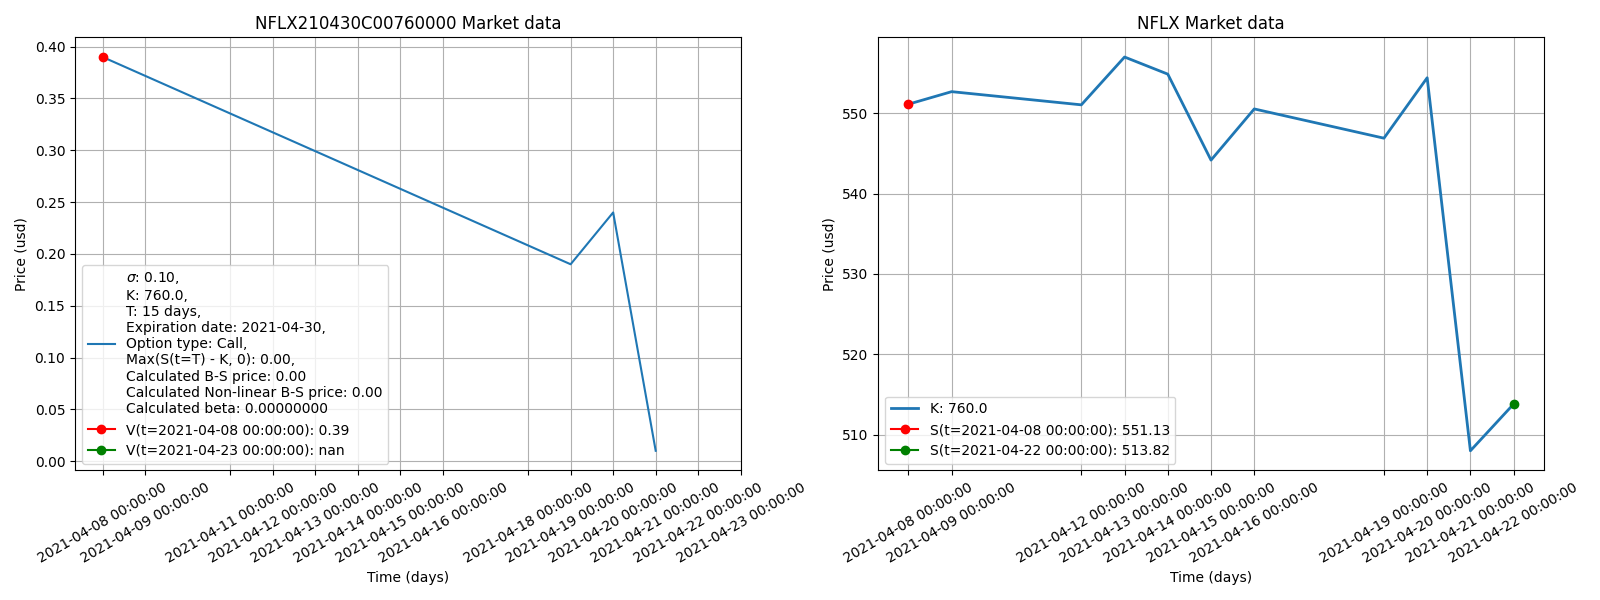 NFLX210430C00760000 Market data
Price (usd)
0.40
0.35
0.30
0.25
0.20
0.15
0.10
0.05
0.00
σ: 0.10,
K: 760.0,
T: 15 days,
Expiration date: 2021-04-30,
Option type: Call,
Max(S(t=T) - K, 0): 0.00,
Calculated B-S price: 0.00
Calculated Non-linear B-S price: 0.00
Calculated beta: 0.00000000
V(t=2021-04-08 00:00:00): 0.39
V(t=2021-04-23 00:00:00): nan
2021-04-08 00:00:00
2021-04-09 00:00:00
2021-04-11 00:00:00
2021-04-12 00:00:00
2021-04-13 00:00:00
2021-04-14 00:00:00
2021-04-15 00:00:00
2021-04-16 00:00:00
2021-04-18 00:00:00
2021-04-19 00:00:00
2021-04-20 00:00:00
2021-04-21 00:00:00
2021-04-22 00:00:00
2021-04-23 00:00:00
Time (days)
NFLX Market data
Price (usd)
550
540
530
520
510
K: 760.0
S(t=2021-04-08 00:00:00): 551.13
S(t=2021-04-22 00:00:00): 513.82
2021-04-08 00:00:00
2021-04-09 00:00:00
2021-04-12 00:00:00
2021-04-13 00:00:00
2021-04-14 00:00:00
2021-04-15 00:00:00
2021-04-16 00:00:00
2021-04-19 00:00:00
2021-04-20 00:00:00
2021-04-21 00:00:00
2021-04-22 00:00:00
Time (days)